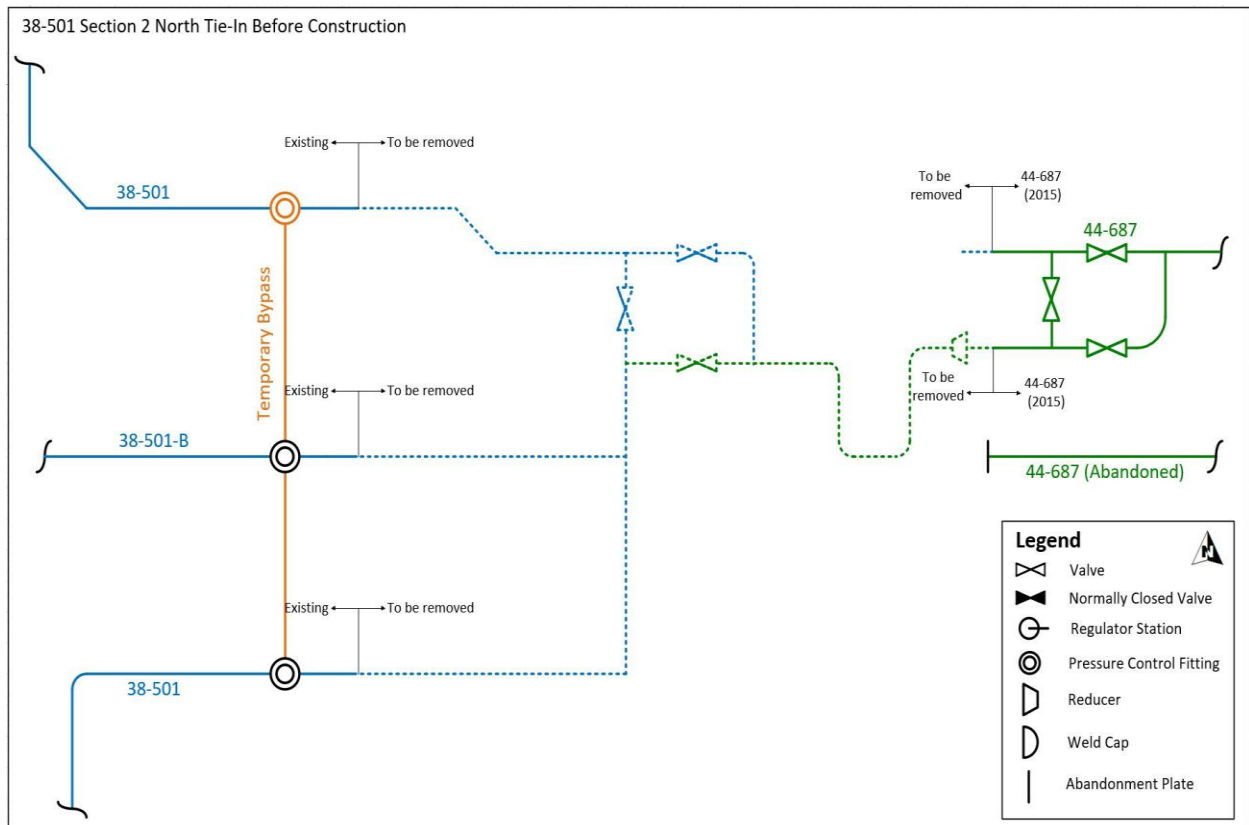 38-501 Section 2 North Tie-In Before Construction
Existing
To be removed
38-501
To be
removed
44-687
(2015)
44-687
Temporary Bypass
Existing
To be removed
38-501-B
To be
removed
44-687
(2015)
44-687 (Abandoned)
Existing
To be removed
38-501
Legend
N
Valve
Normally Closed Valve
Regulator Station
Pressure Control Fitting
Reducer
Weld Cap
Abandonment Plate